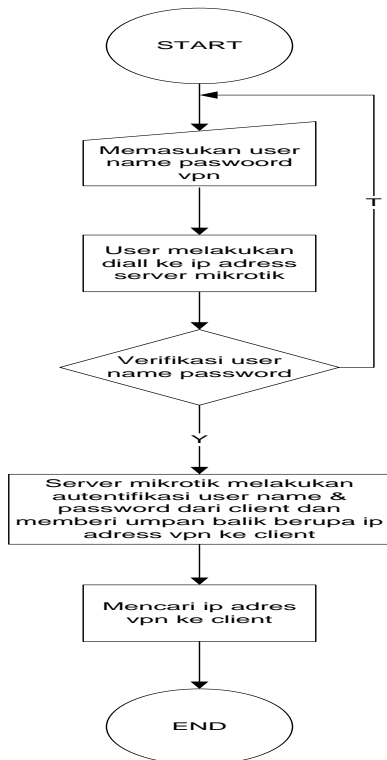 START
Memasukan user
name paswoord
vpn
T
User melakukan
diall ke ip adress
server mikrotik
Verifikasi user
name password
Y
Server mikrotik melakukan
autentifikasi user name &
password dari client dan
memberi umpan balik berupa ip
adress vpn ke client
Mencari ip adres
vpn ke client
END